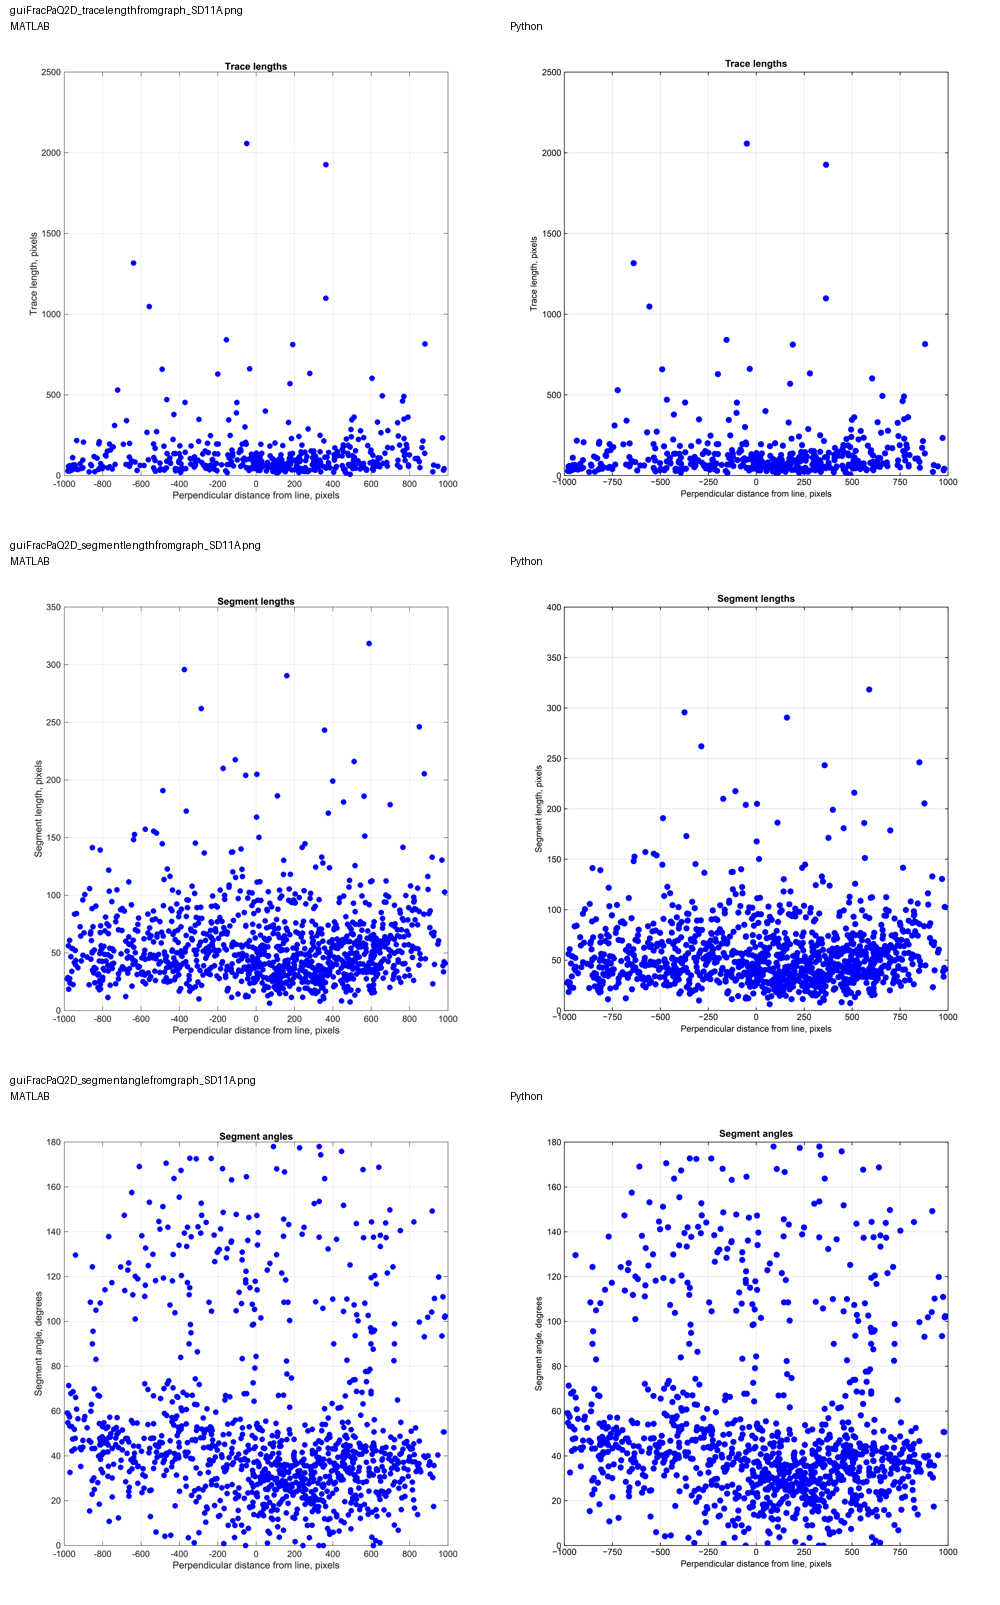 guiFracPaQ2D_tracelengthfromgraph_SD11A.png
MATLAB
Python
Trace lengths
2500
2000
1500
1000
500
0
Trace length, pixels
-1000 -800 -600 -400 -200 0 200 400 600 800 1000
Perpendicular distance from line, pixels
Trace lengths
2500
2000
1500
1000
500
0
Trace length, pixels
−1000 −750 −500 −250 0 250 500 750 1000
Perpendicular distance from line, pixels
guiFracPaQ2D_segmentlengthfromgraph_SD11A.png
MATLAB
Python
Segment lengths
350
300
250
200
150
100
50
0
Segment length, pixels
-1000 -800 -600 -400 -200 0 200 400 600 800 1000
Perpendicular distance from line, pixels
Segment lengths
400
350
300
250
200
150
100
50
0
Segment length, pixels
−1000 −750 −500 −250 0 250 500 750 1000
Perpendicular distance from line, pixels
guiFracPaQ2D_segmentanglefromgraph_SD11A.png
MATLAB
Python
Segment angles
180
160
140
120
100
80
60
40
20
0
Segment angle, degrees
-1000 -800 -600 -400 -200 0 200 400 600 800 1000
Perpendicular distance from line, pixels
Segment angles
180
160
140
120
100
80
60
40
20
0
Segment angle, degrees
−1000 −750 −500 −250 0 250 500 750 1000
Perpendicular distance from line, pixels